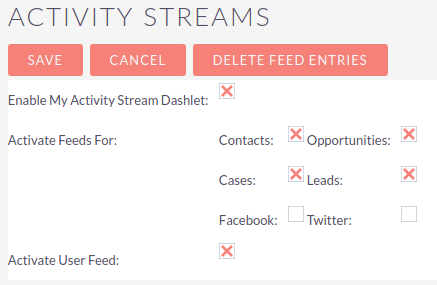 ACTIVITY STREAMS
SAVE CANCEL DELETE FEED ENTRIES
Enable My Activity Stream Dashlet:
Activate Feeds For: Contacts: Opportunities:
Cases: Leads:
Facebook: Twitter:
Activate User Feed: